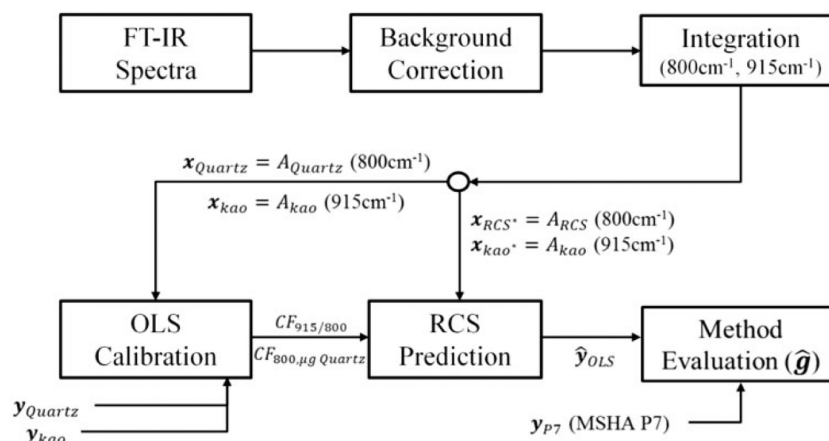 FT-IR
Spectra
Background
Correction
Integration
(800cm⁻¹, 915cm⁻¹)
x_Quartz = A_Quartz (800cm⁻¹)
x_kao = A_kao (915cm⁻¹)
x_RCS* = A_RCS (800cm⁻¹)
x_kao* = A_kao (915cm⁻¹)
OLS
Calibration
CF_915/800
CF_800,μg Quartz
RCS
Prediction
ŷ_OLS
Method
Evaluation (ĝ)
y_Quartz
y_kao
y_P7 (MSHA P7)